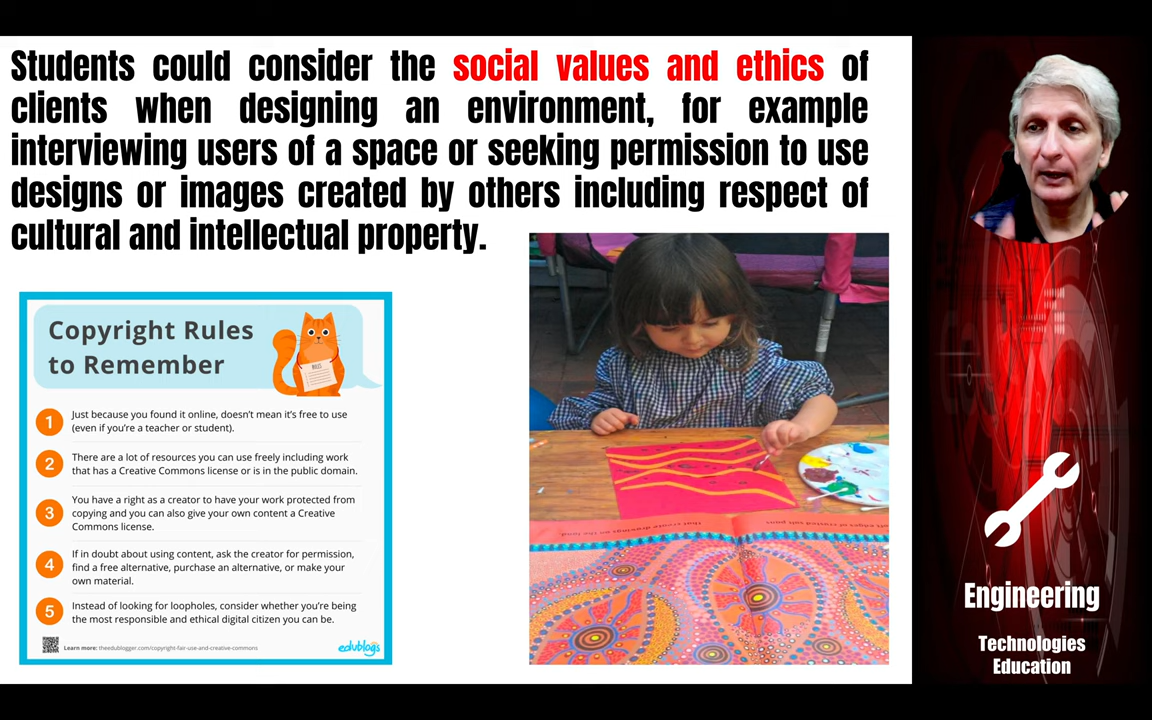 Students could consider the social values and ethics of
clients when designing an environment, for example
interviewing users of a space or seeking permission to use
designs or images created by others including respect of
cultural and intellectual property.
Copyright Rules
to Remember
RULES
1 Just because you found it online, doesn't mean it's free to use
(even if you're a teacher or student).
2 There are a lot of resources you can use freely including work
that has a Creative Commons license or is in the public domain.
3 You have a right as a creator to have your work protected from
copying and you can also give your own content a Creative
Commons license.
4 If in doubt about using content, ask the creator for permission,
find a free alternative, purchase an alternative, or make your
own material.
5 Instead of looking for loopholes, consider whether you're being
the most responsible and ethical digital citizen you can be.
Learn more: theedublogger.com/copyright-fair-use-and-creative-commons
edublogs
that create drawings on the land.
Engineering
Technologies
Education